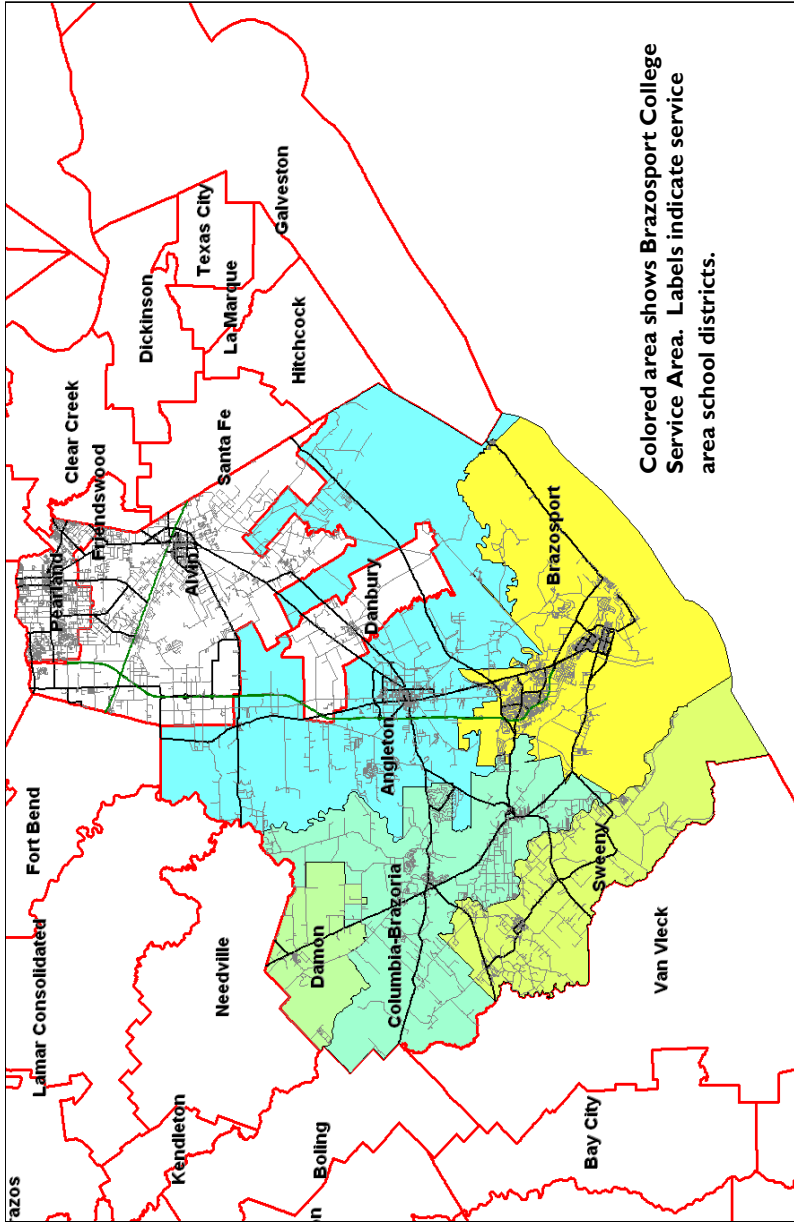 razos
Lamar Consolidated
Fort Bend
Pearland
Friendswood
Clear Creek
Kendleton
Needville
Alvin
Santa Fe
Dickinson
Texas City
La Marque
Hitchcock
Galveston
Boling
on
Damon
Danbury
Columbia-Brazoria
Angleton
Brazosport
Sweeny
Bay City
Van Vleck
Colored area shows Brazosport College
Service Area. Labels indicate service
area school districts.